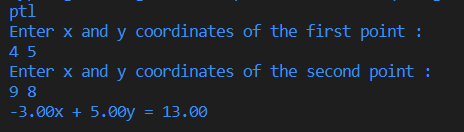 ptl
Enter x and y coordinates of the first point :
4 5
Enter x and y coordinates of the second point :
9 8
-3.00x + 5.00y = 13.00